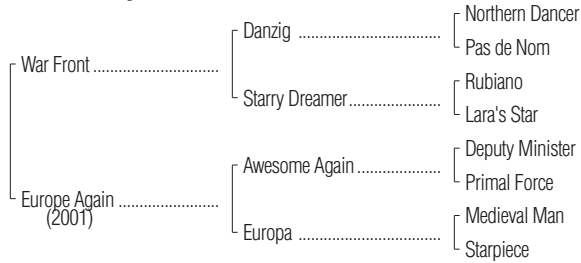 Northern Dancer
Danzig ..............................
Pas de Nom
War Front ..........................
Rubiano
Starry Dreamer ....................
Lara's Star
Deputy Minister
Awesome Again .................
Primal Force
Europe Again .....................
(2001)
Medieval Man
Europa ..............................
Starpiece